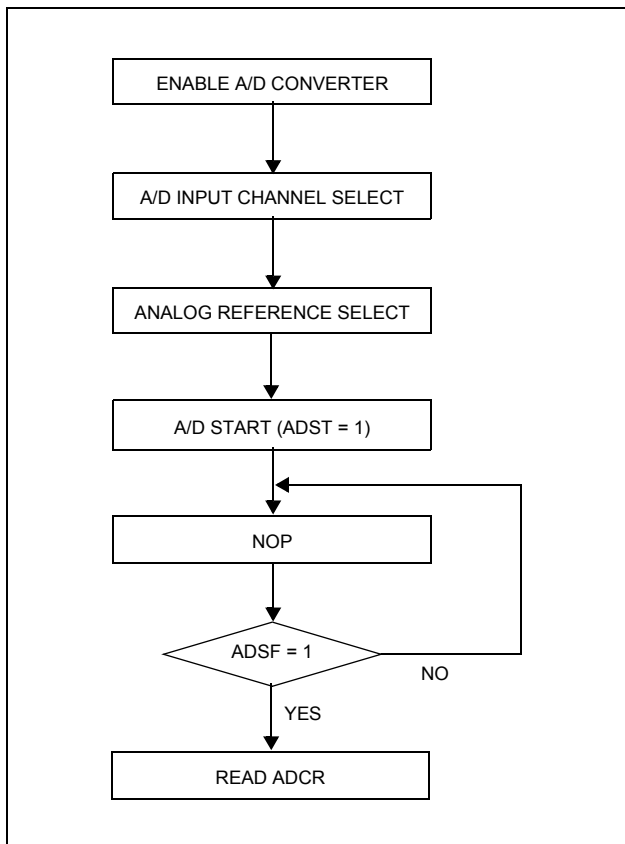 ENABLE A/D CONVERTER
A/D INPUT CHANNEL SELECT
ANALOG REFERENCE SELECT
A/D START (ADST = 1)
NOP
ADSF = 1
NO
YES
READ ADCR